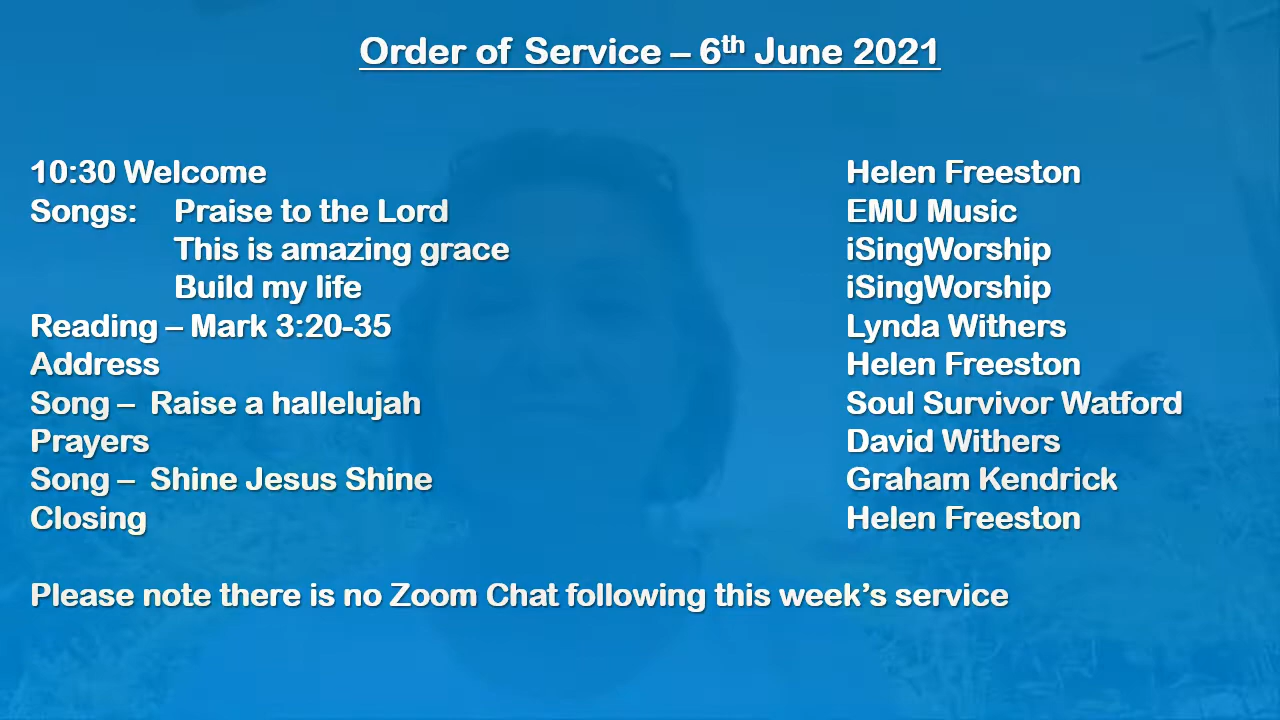 Order of Service – 6th June 2021
10:30 Welcome Helen Freeston
Songs: Praise to the Lord EMU Music
This is amazing grace iSingWorship
Build my life iSingWorship
Reading – Mark 3:20-35 Lynda Withers
Address Helen Freeston
Song – Raise a hallelujah Soul Survivor Watford
Prayers David Withers
Song – Shine Jesus Shine Graham Kendrick
Closing Helen Freeston
Please note there is no Zoom Chat following this week’s service